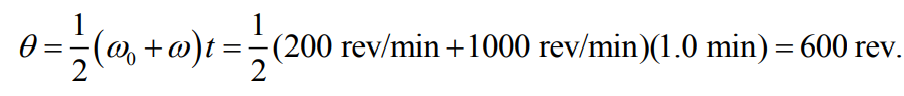 θ = 1/2 (ω₀ + ω)t = 1/2 (200 rev/min + 1000 rev/min)(1.0 min) = 600 rev.